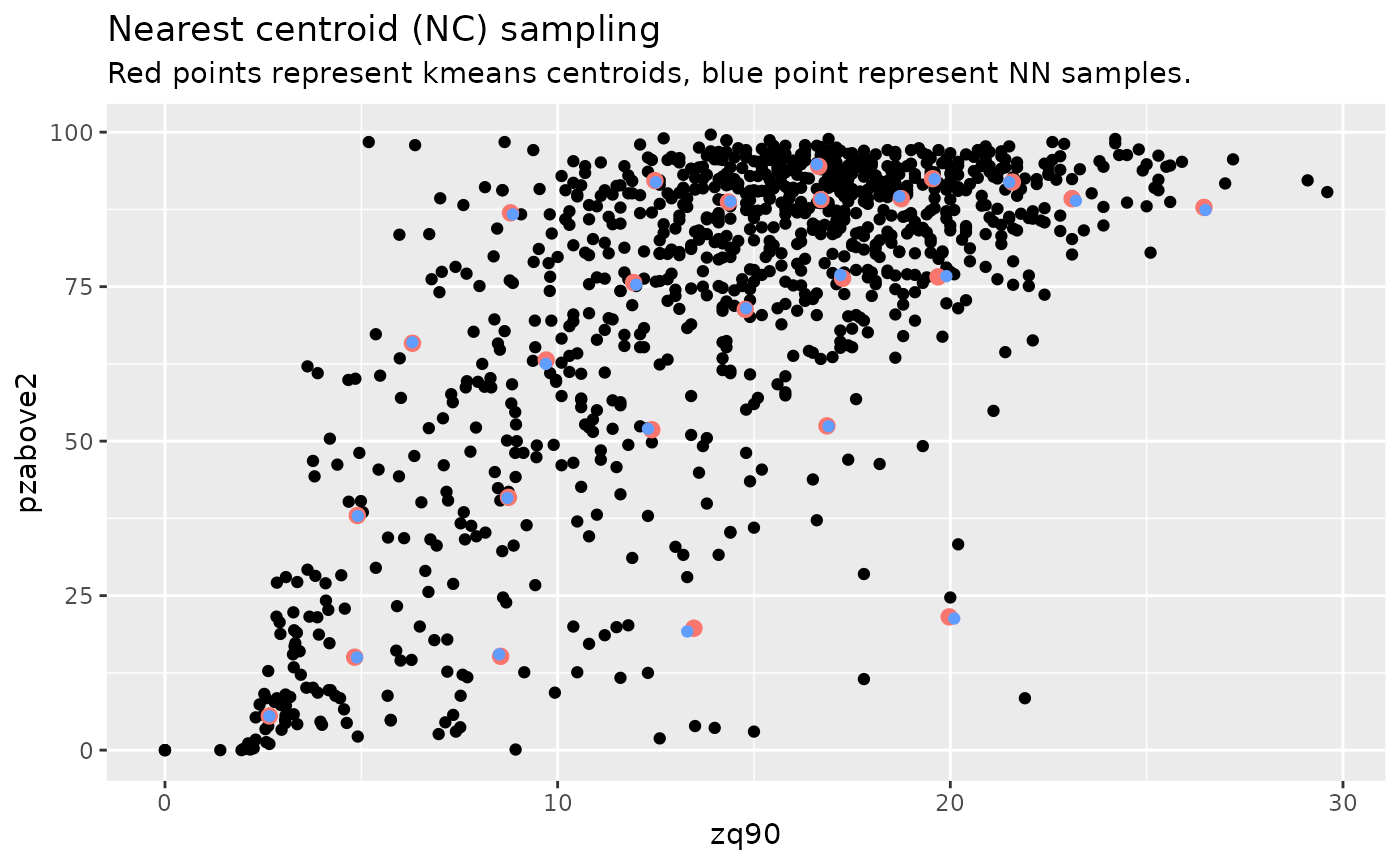 Nearest centroid (NC) sampling
Red points represent kmeans centroids, blue point represent NN samples.
100
75
50
25
0
pzabove2
0 10 20 30
zq90